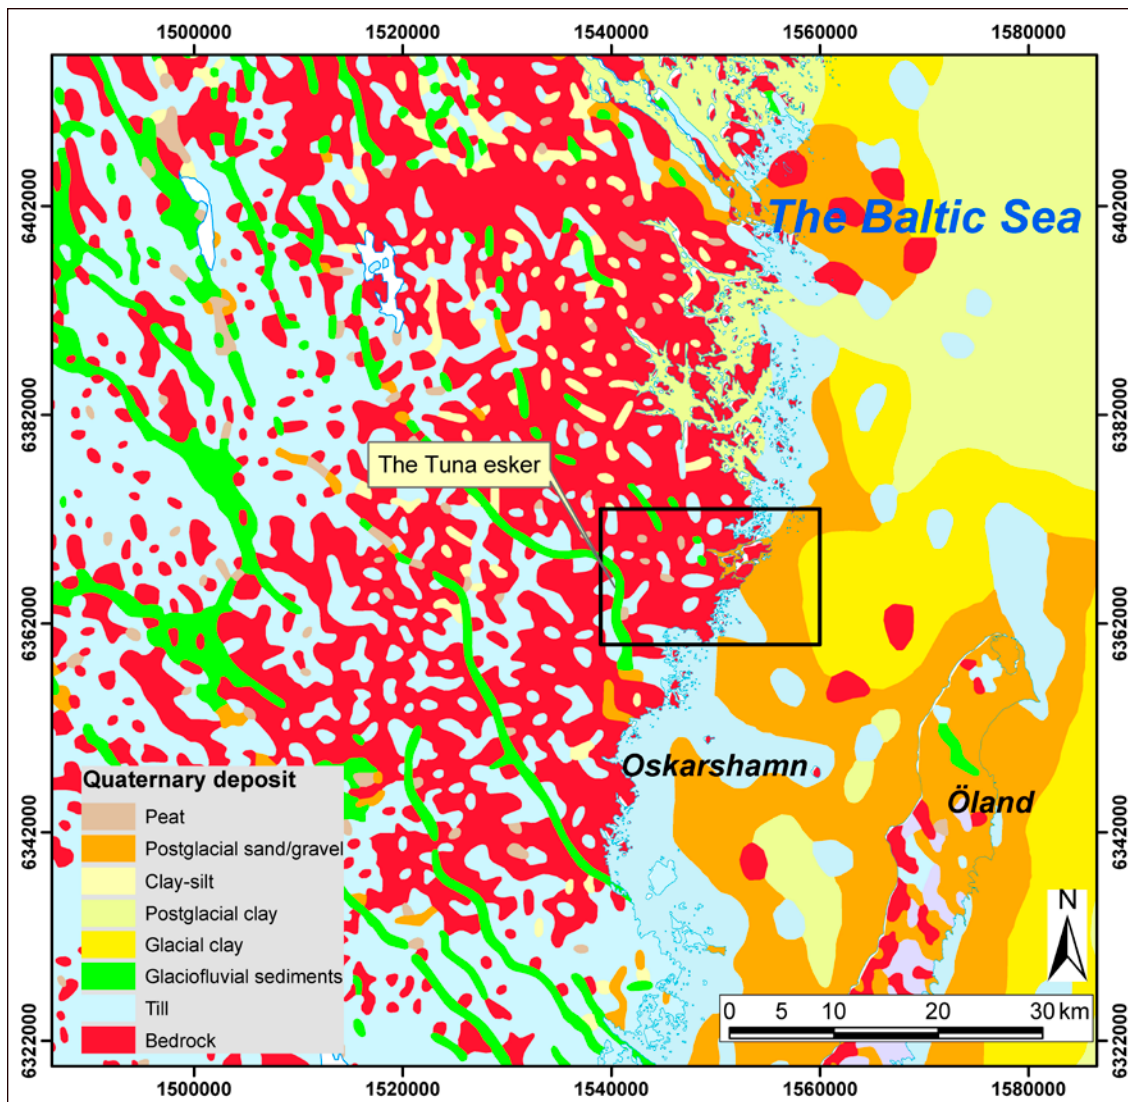 1500000 1520000 1540000 1560000 1580000
6402000 6402000
The Baltic Sea
6382000 6382000
The Tuna esker
6362000 6362000
Oskarshamn
Öland
Quaternary deposit
Peat
Postglacial sand/gravel
Clay-silt
Postglacial clay
Glacial clay
Glaciofluvial sediments
Till
Bedrock
6342000 6342000
N
0 5 10 20 30 km
6322000 6322000
1500000 1520000 1540000 1560000 1580000